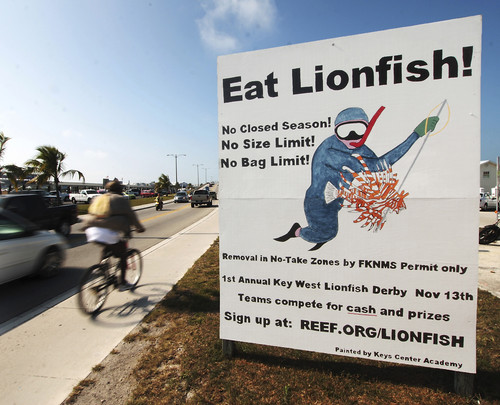 Eat Lionfish!
No Closed Season!
No Size Limit!
No Bag Limit!
Removal in No-Take Zones by FKNMS Permit only
1st Annual Key West Lionfish Derby Nov 13th
Teams compete for cash and prizes
Sign up at: REEF.ORG/LIONFISH
Painted by Keys Center Academy